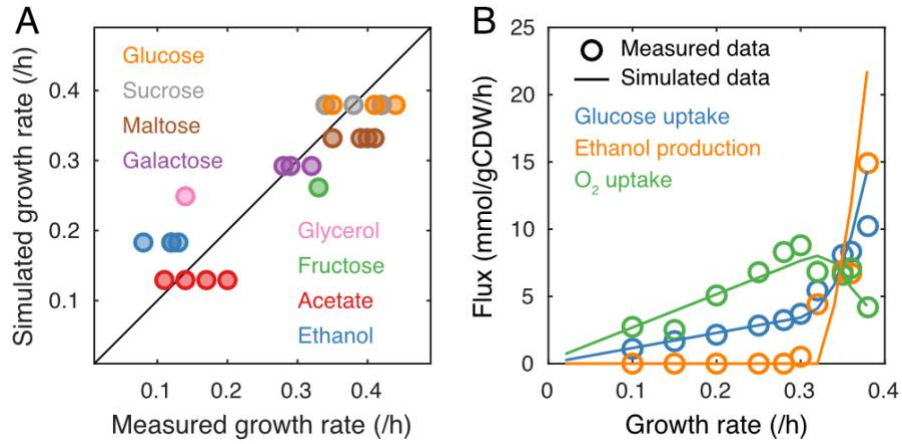 A
Simulated growth rate (/h)
0.4
0.3
0.2
0.1
Glucose
Sucrose
Maltose
Galactose
Glycerol
Fructose
Acetate
Ethanol
0.1 0.2 0.3 0.4
Measured growth rate (/h)
B
Flux (mmol/gCDW/h)
25
20
15
10
5
0
Measured data
Simulated data
Glucose uptake
Ethanol production
O2 uptake
0 0.1 0.2 0.3 0.4
Growth rate (/h)